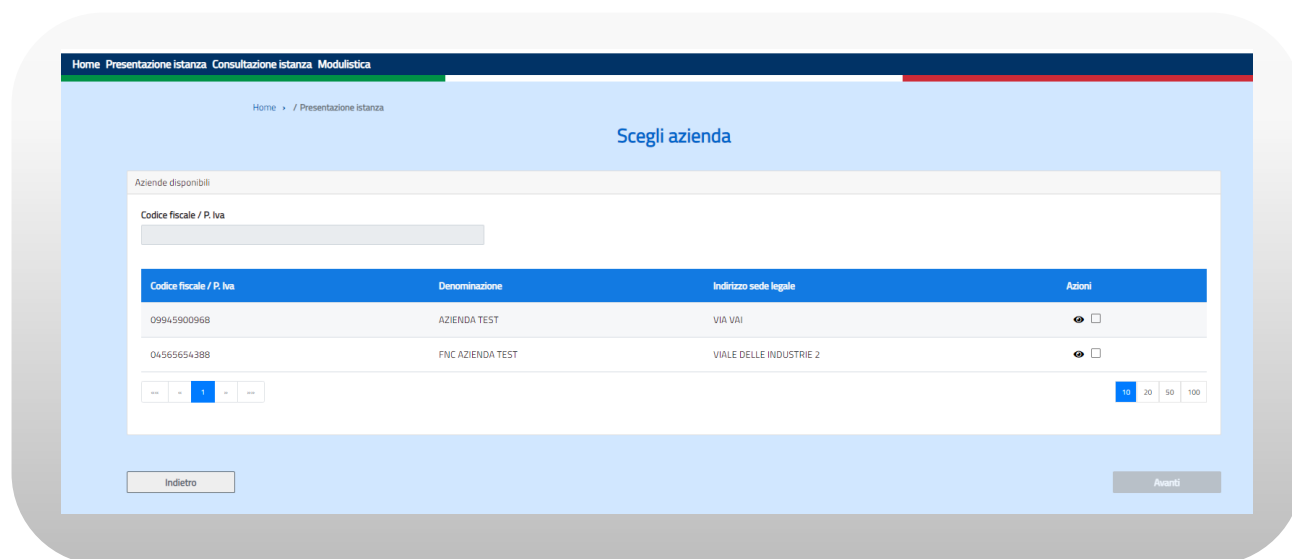 Home Presentazione istanza Consultazione istanza Modulistica
Home › / Presentazione istanza
Scegli azienda
Aziende disponibili
Codice fiscale / P. Iva
Codice fiscale / P. Iva Denominazione Indirizzo sede legale Azioni
09945900968 AZIENDA TEST VIA VAI
04565654388 FNC AZIENDA TEST VIALE DELLE INDUSTRIE 2
«« « 1 » »» 10 20 50 100
Indietro Avanti